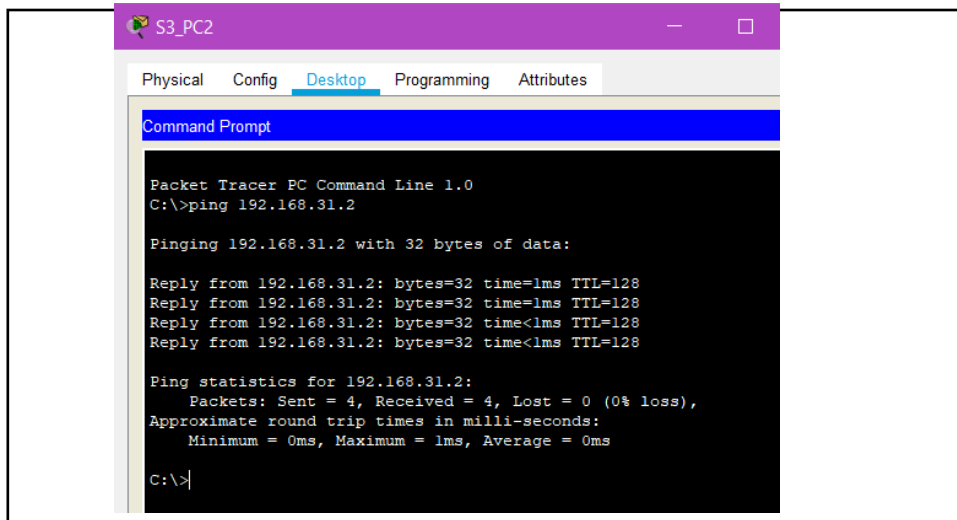 S3_PC2
Physical Config Desktop Programming Attributes
Command Prompt
Packet Tracer PC Command Line 1.0
C:\>ping 192.168.31.2
Pinging 192.168.31.2 with 32 bytes of data:
Reply from 192.168.31.2: bytes=32 time=1ms TTL=128
Reply from 192.168.31.2: bytes=32 time=1ms TTL=128
Reply from 192.168.31.2: bytes=32 time<1ms TTL=128
Reply from 192.168.31.2: bytes=32 time<1ms TTL=128
Ping statistics for 192.168.31.2:
Packets: Sent = 4, Received = 4, Lost = 0 (0% loss),
Approximate round trip times in milli-seconds:
Minimum = 0ms, Maximum = 1ms, Average = 0ms
C:\>